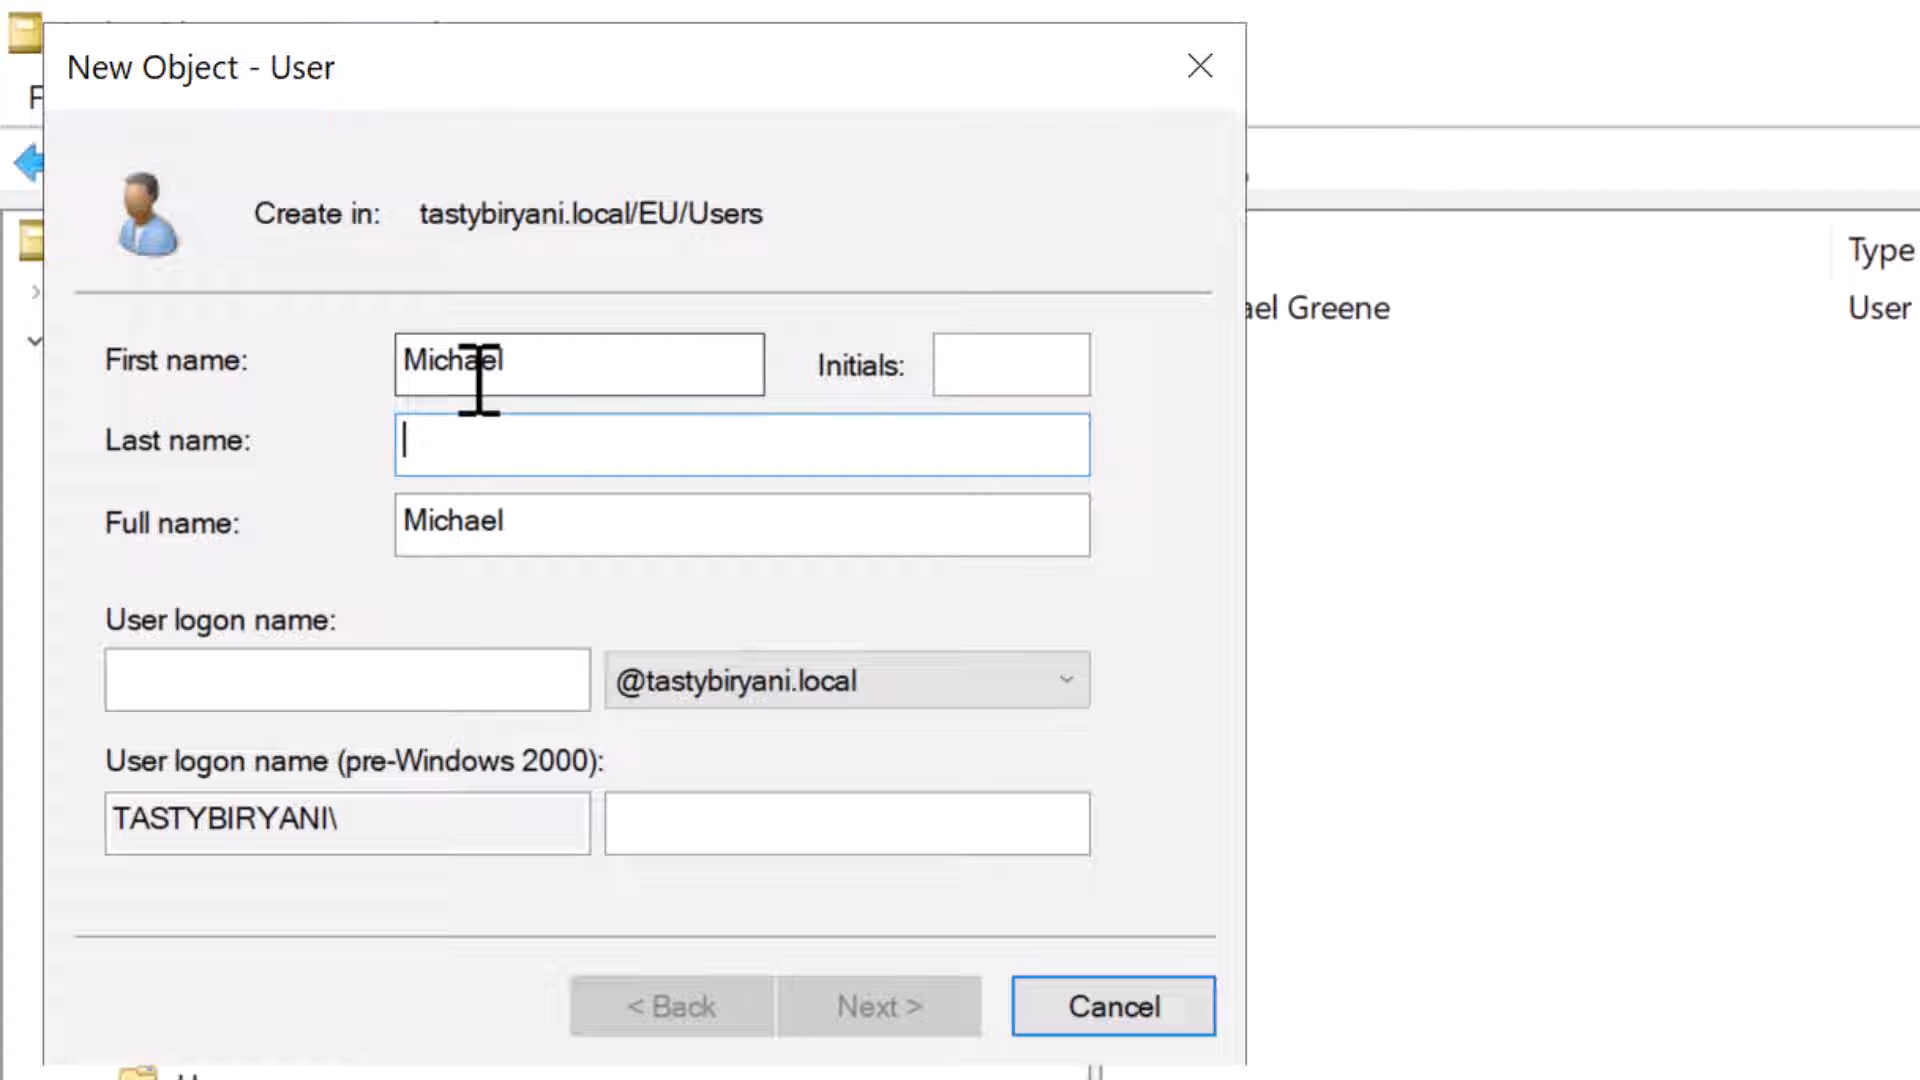 New Object - User
Create in: tastybiryani.local/EU/Users
Type
Greene
User
First name: Michael Initials:
Last name:
Full name: Michael
User logon name:
@tastybiryani.local
User logon name (pre-Windows 2000):
TASTYBIRYANI\
< Back Next > Cancel